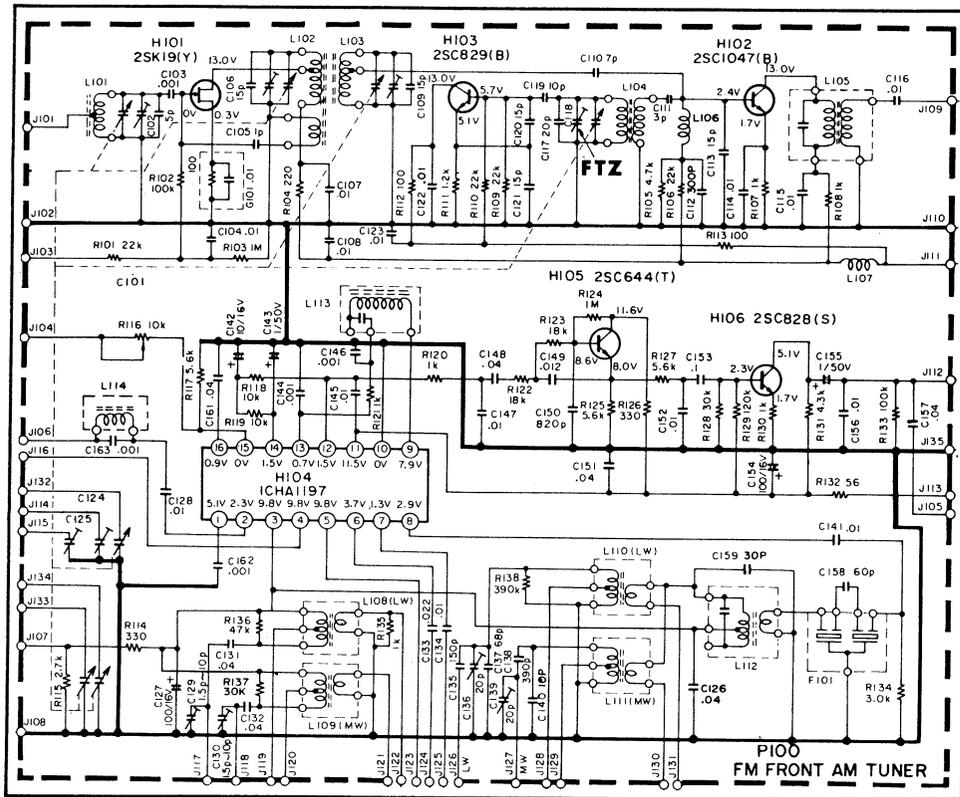 H101
2SK19(Y)
L102
L103
H103
2SC829(B)
C110 7p
H102
2SC1047(B)
L101
C103
.001
13.0V
C106
15p
C109 15p
13.0V
5.7V
C119 10p
C118
L104
2.4V
13.0V
L105
C116
.01
J101
C102
0V
0.3V
C105 1p
5.1V
C120 15p
C117 20p
C111
3p
L106
1.7V
J109
FTZ
C113 15p
R102
100k
100
G101 .01
R104 220
C107
.01
R112 100
C122 .01
R111 1.2k
R110 22k
R109 22k
C121 15p
R105 4.7k
R106 22k
C112 300P
C114 .01
R107 1k
C115
.01
R108 1k
J102
J110
C104 .01
C123
.01
R113 100
J103
R101 22k
R103 1M
C108
.01
J111
L107
C101
H105 2SC644(T)
L113
R124
1M
11.6V
H106 2SC828(S)
J104
R116 10k
C142
10/16V
C143
1/50V
R123
18k
8.6V
8.0V
C146
.001
R120
1k
C148
.04
C149
.012
R127
5.6k
C153
.1
5.1V
C155
1/50V
2.3V
J112
L114
R117 5.6k
C161 .04
R118
10k
R119 10k
C144
.001
C145
.01
R121 1k
R122
18k
C147
.01
C150
820p
R125
5.6k
R126
330
C152
.01
R128 30k
R129 120k
R130 1k
1.7V
R131 4.3k
C156 .01
R133 100k
C157
.04
J106
C163 .001
16 15 14 13 12 11 10 9
0.9V 0V 1.5V 0.7V 1.5V 11.5V 0V 7.9V
J135
J116
H104
1CHA1197
C151
.04
C154
100/16V
J132
C124
C128
.01
5.1V 2.3V 9.8V 9.8V 9.8V 3.7V 1.3V 2.9V
1 2 3 4 5 6 7 8
R132 56
J113
J114
J105
J115
C125
C141 .01
C162
.001
L110(LW)
C159 30P
C158 60p
J134
R138
390k
J133
L108(LW)
R136
47k
R135
1k
C133 .022
C134 .01
J107
R114
330
C131
.04
C135 150p
C136 20p
C137 68p
C138
390p
L112
F101
R115 2.7k
R137
30K
C127
100/16V
C129
1.5p~10p
C132
.04
L109(MW)
C139
20p
C140 10P
L111(MW)
C126
.04
R134
3.0k
J108
C130
1.5p~10p
J117
J118
J119
J120
J121
J122
J123
J124
J125
J126
LW
J127
MW
J128
J129
J130
J131
P100
FM FRONT AM TUNER